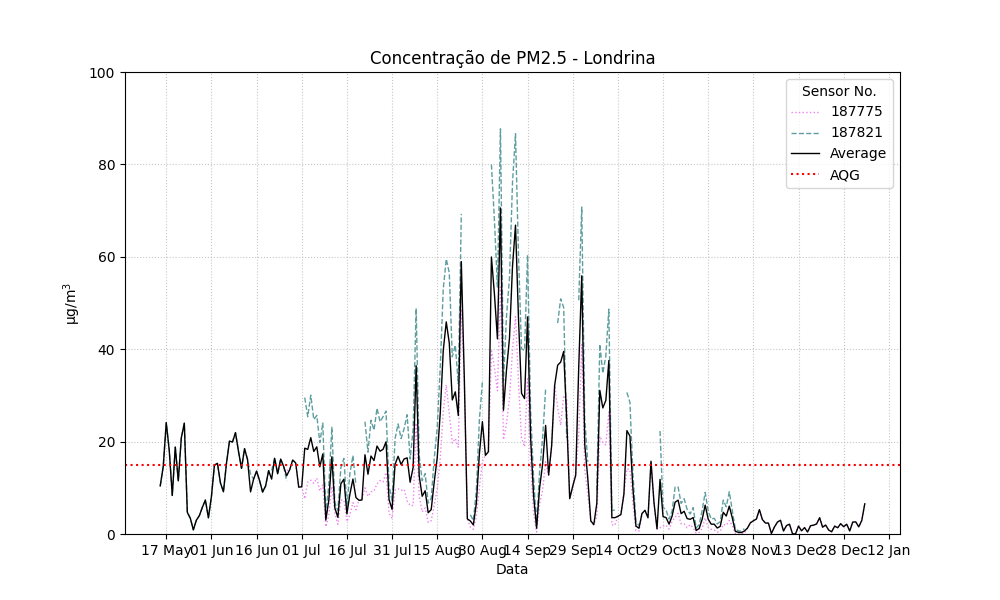 Concentração de PM2.5 - Londrina
100
80
60
40
20
0
µg/m³
Sensor No.
187775
187821
Average
AQG
17 May 01 Jun 16 Jun 01 Jul 16 Jul 31 Jul 15 Aug 30 Aug 14 Sep 29 Sep 14 Oct 29 Oct 13 Nov 28 Nov 13 Dec 28 Dec 12 Jan
Data